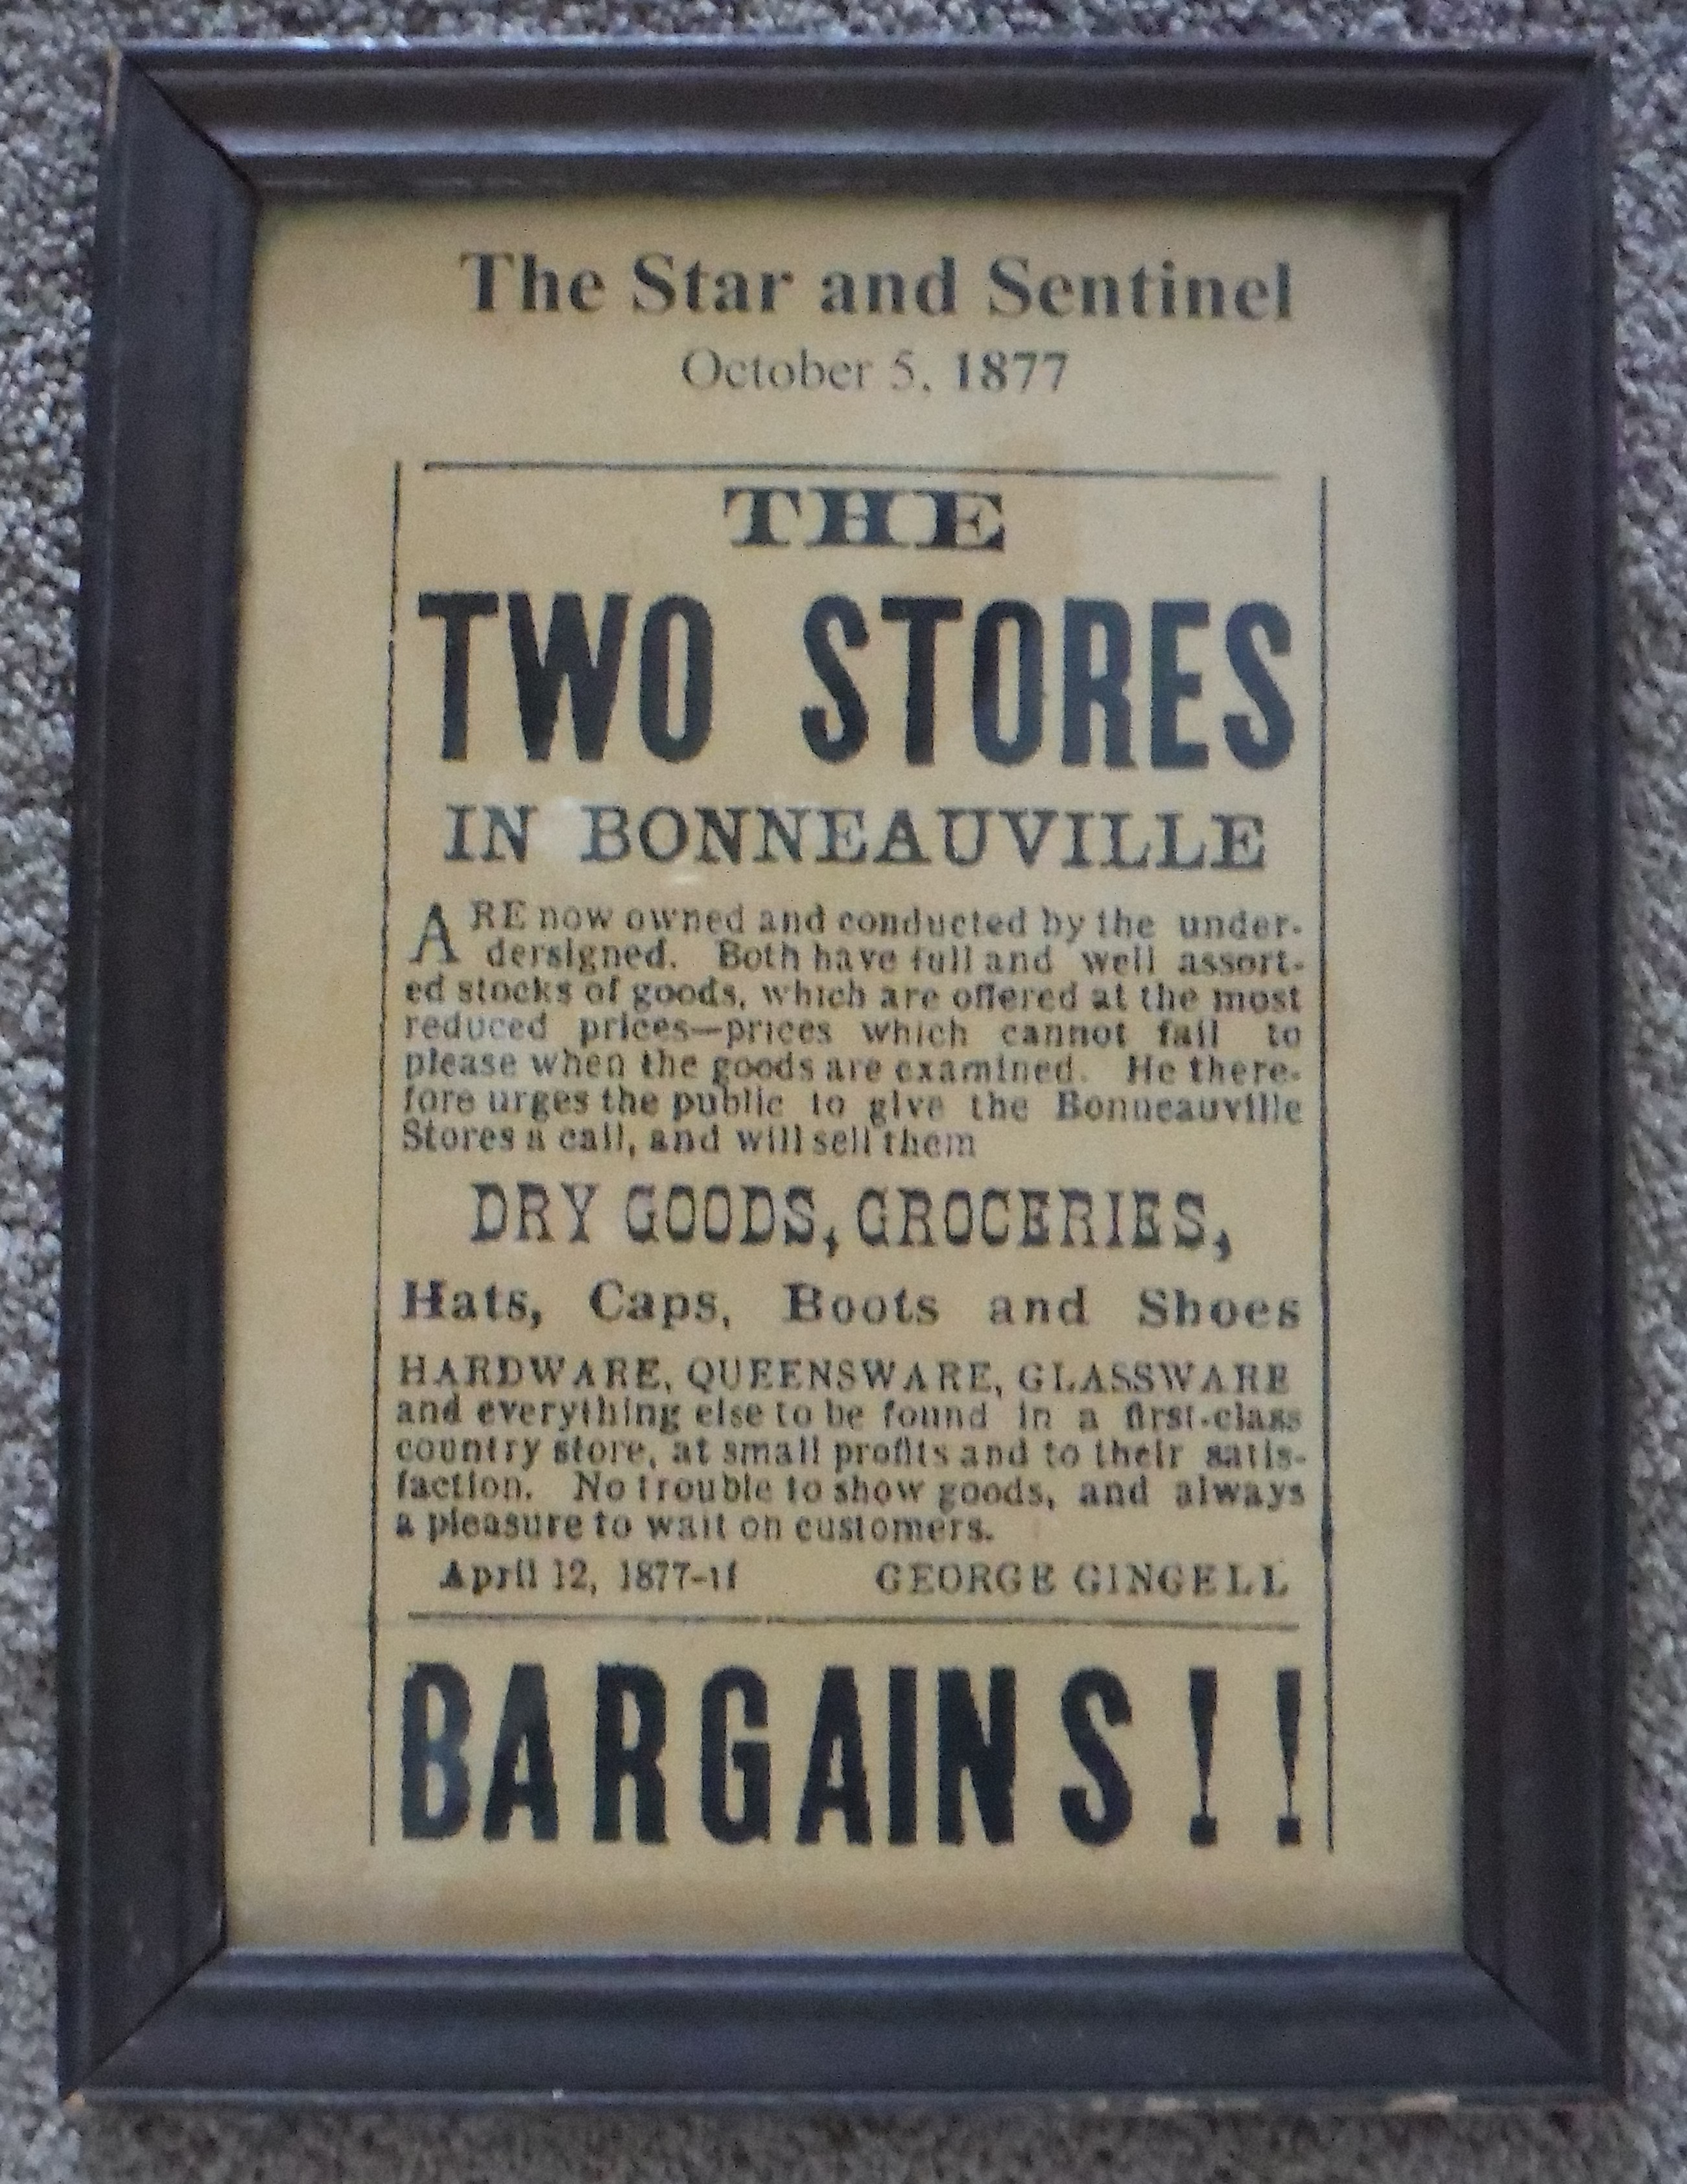 The Star and Sentinel
October 5, 1877
THE
TWO STORES
IN BONNEAUVILLE
ARE now owned and conducted by the under-
dersigned. Both have full and well assort-
ed stocks of goods, which are offered at the most
reduced prices—prices which cannot fail to
please when the goods are examined. He there-
fore urges the public to give the Bonneauville
Stores a call, and will sell them
DRY GOODS, GROCERIES,
Hats, Caps, Boots and Shoes
HARDWARE, QUEENSWARE, GLASSWARE
and everything else to be found in a first-class
country store, at small profits and to their satis-
faction. No trouble to show goods, and always
a pleasure to wait on customers.
April 12, 1877-tf GEORGE GINGELL
BARGAINS!!